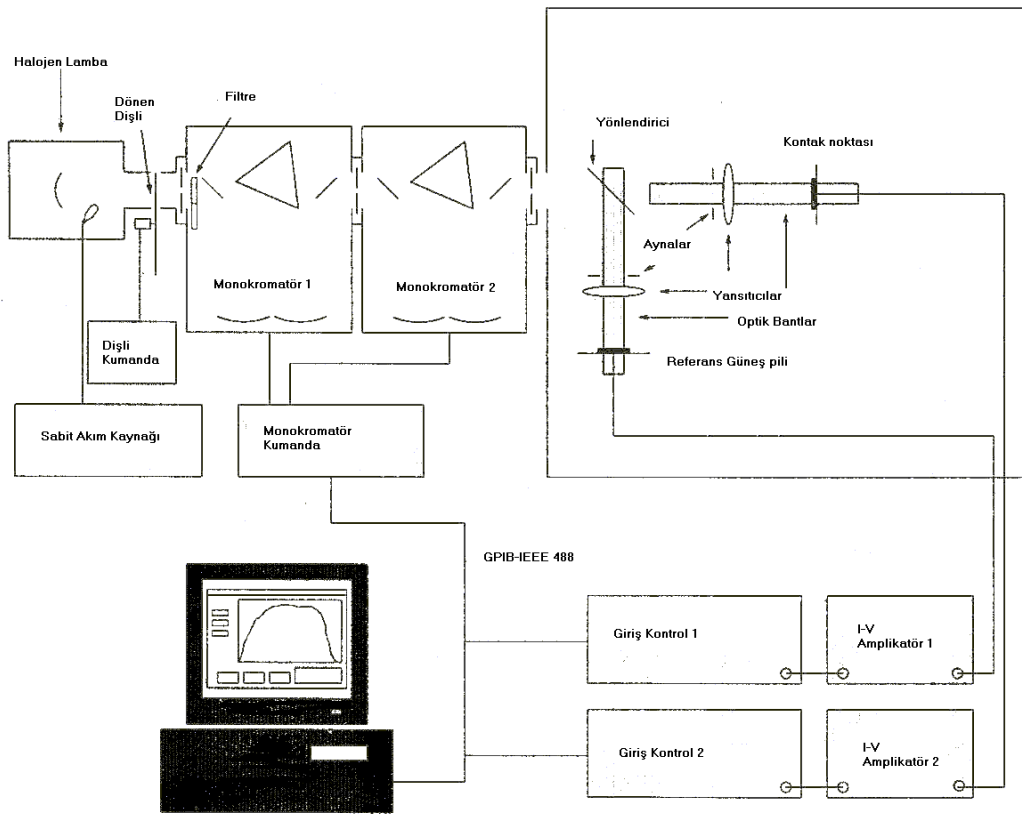 Halojen Lamba
Dönen
Dişli
Filtre
Yönlendirici
Kontak noktası
Aynalar
Monokromatör 1
Monokromatör 2
Yansıtıcılar
Optik Bantlar
Dişli
Kumanda
Referans Güneş pili
Sabit Akım Kaynağı
Monokromatör
Kumanda
GPIB-IEEE 488
Giriş Kontrol 1
I-V
Amplikatör 1
Giriş Kontrol 2
I-V
Amplikatör 2